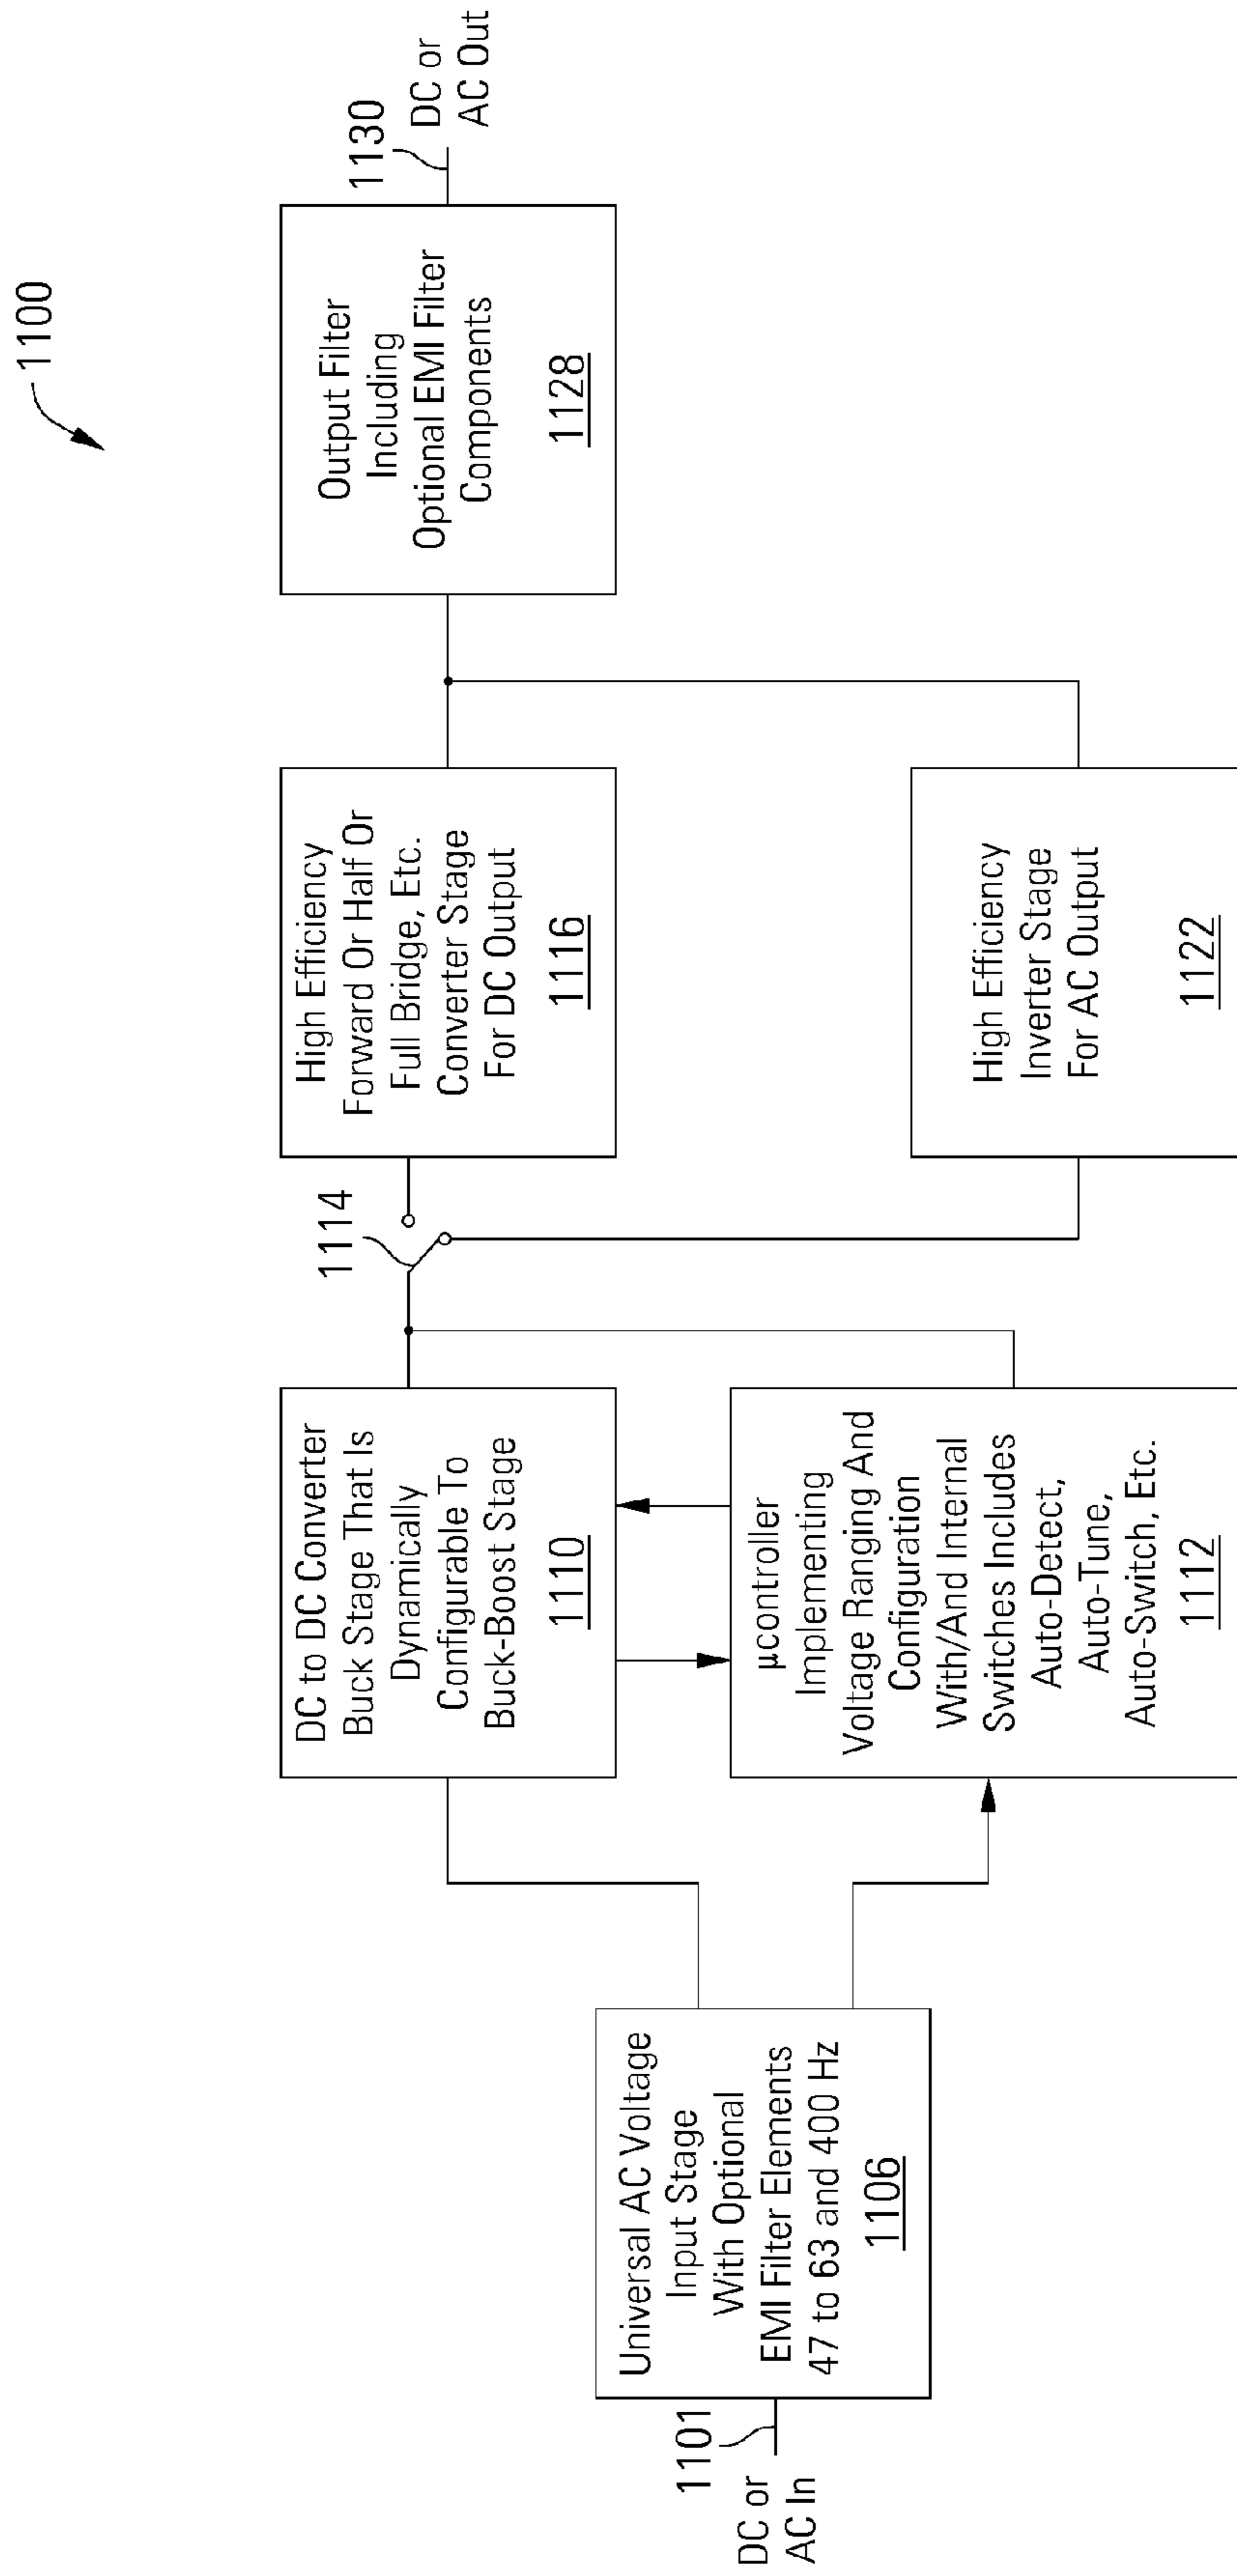 1100
DC or
AC In
1101
Universal AC Voltage
Input Stage
With Optional
EMI Filter Elements
47 to 63 and 400 Hz
1106
DC to DC Converter
Buck Stage That Is
Dynamically
Configurable To
Buck-Boost Stage
1110
µcontroller
Implementing
Voltage Ranging And
Configuration
With/And Internal
Switches Includes
Auto-Detect,
Auto-Tune,
Auto-Switch, Etc.
1112
1114
High Efficiency
Forward Or Half Or
Full Bridge, Etc.
Converter Stage
For DC Output
1116
High Efficiency
Inverter Stage
For AC Output
1122
Output Filter
Including
Optional EMI Filter
Components
1128
1130
DC or
AC Out